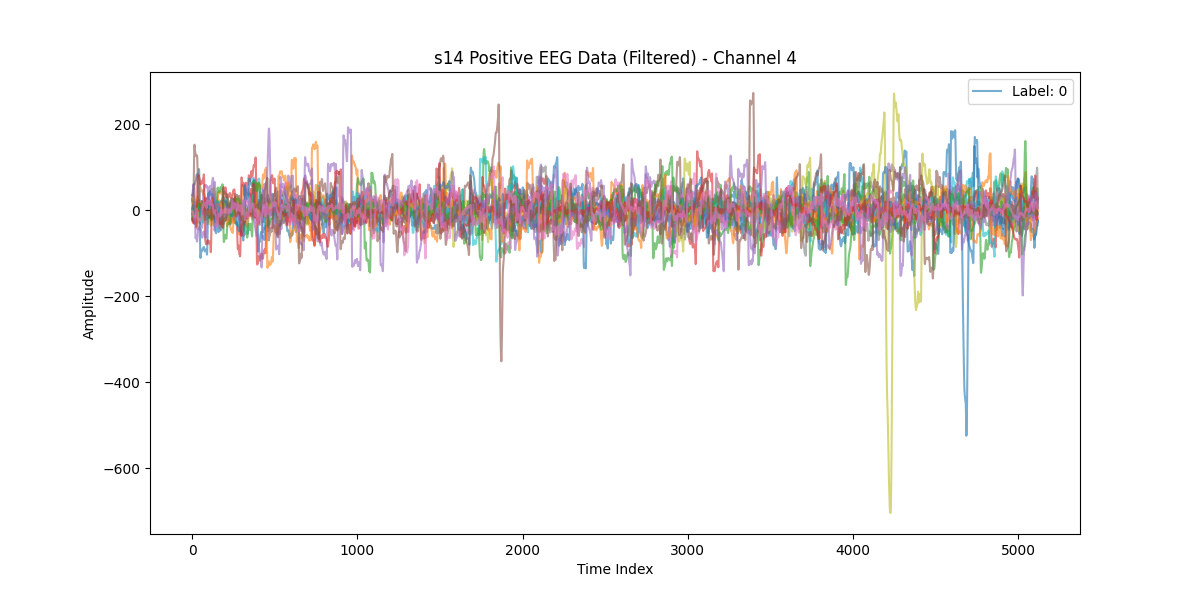 s14 Positive EEG Data (Filtered) - Channel 4
Label: 0
Amplitude
200
0
−200
−400
−600
0 1000 2000 3000 4000 5000
Time Index